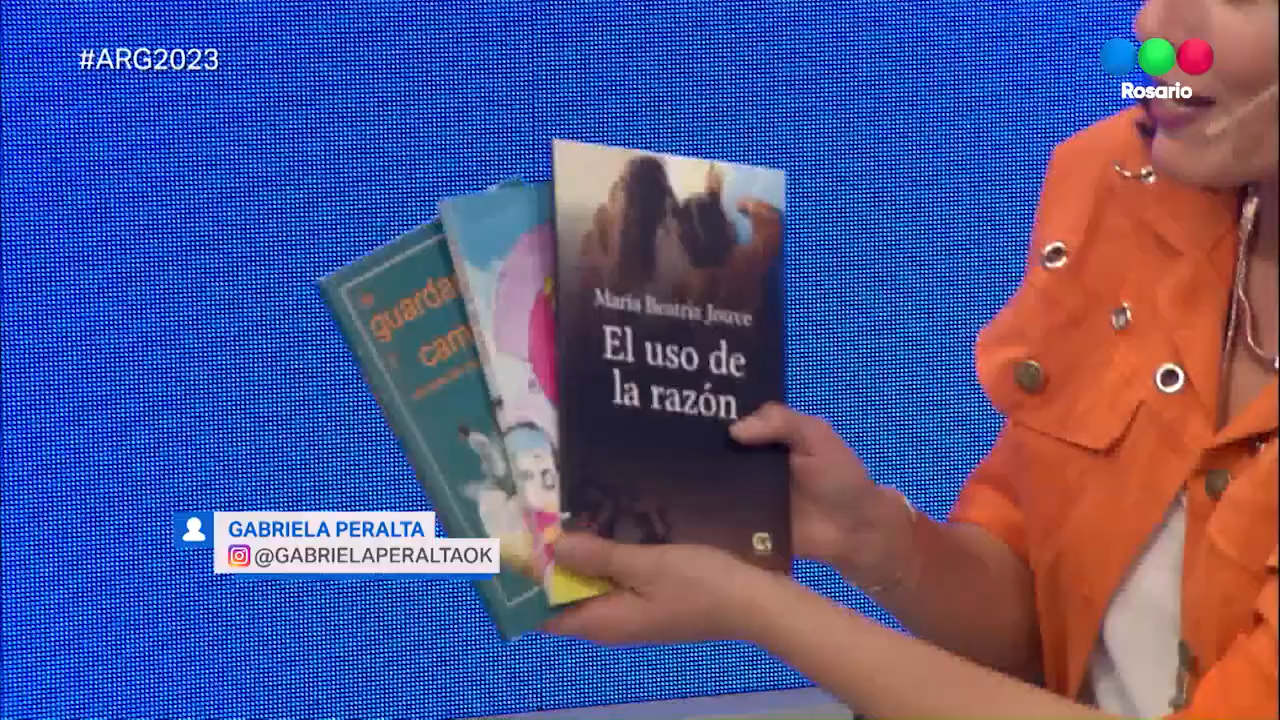 #ARG2023
Rosario
María Beatriz Jouve
El uso de
la razón
guarda
cam
GABRIELA PERALTA
@GABRIELAPERALTAOK